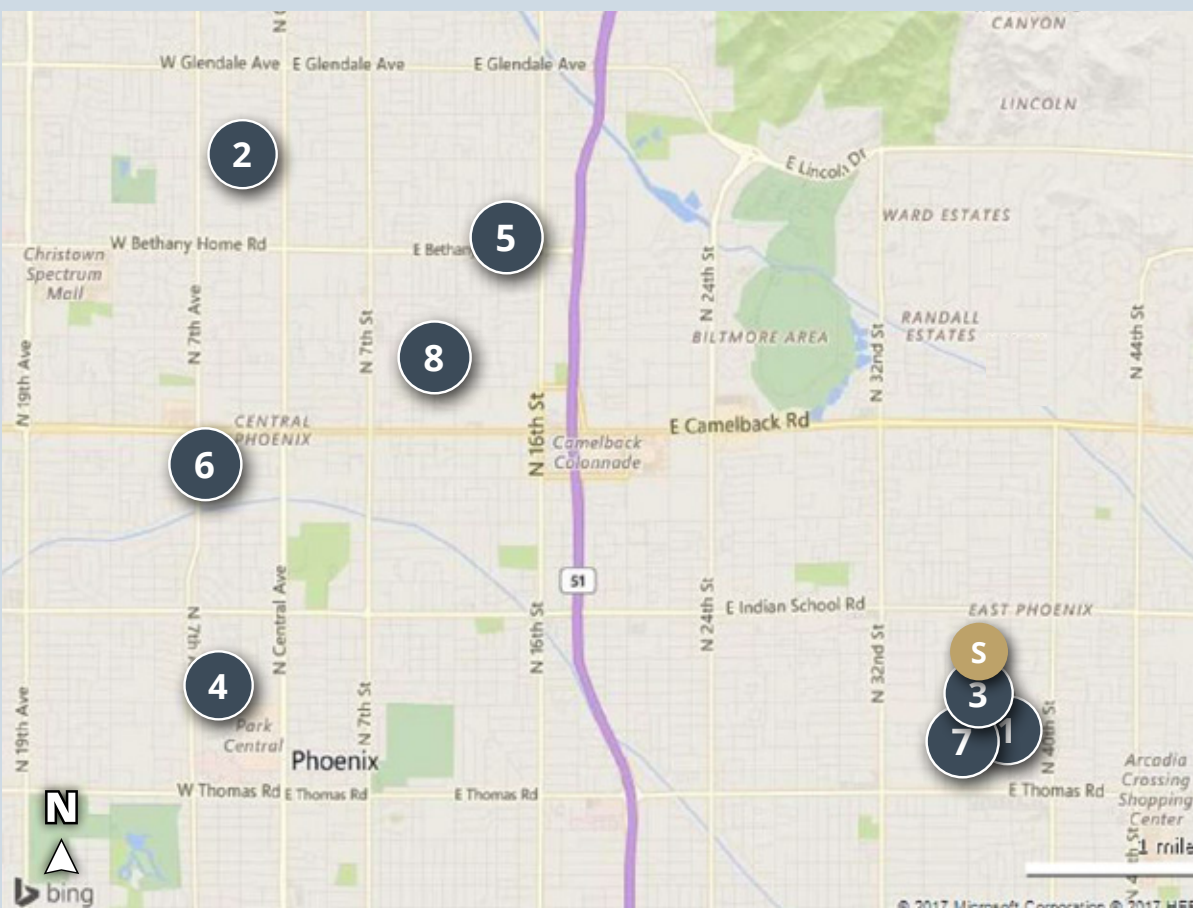 CANYON
W Glendale Ave
E Glendale Ave
E Glendale Ave
LINCOLN
2
E Lincoln Dr
5
WARD ESTATES
W Bethany Home Rd
Christown
Spectrum
Mall
N 24th St
N 7th Ave
N 7th St
8
BILTMORE AREA
RANDALL
ESTATES
N 32nd St
N 44th St
N 19th Ave
CENTRAL
PHOENIX
E Camelback Rd
N 16th St
Camelback
Colonnade
6
51
N Central Ave
N 16th St
N 24th St
E Indian School Rd
EAST PHOENIX
N 32nd St
S
3
1
7
N 40th St
4
N 19th Ave
N 7th St
Park
Central
Phoenix
Arcadia
Crossing
Shopping
Center
W Thomas Rd
E Thomas Rd
E Thomas Rd
E Thomas Rd
N
1 mile
bing
© 2017 Microsoft Corporation © 2017 HERE